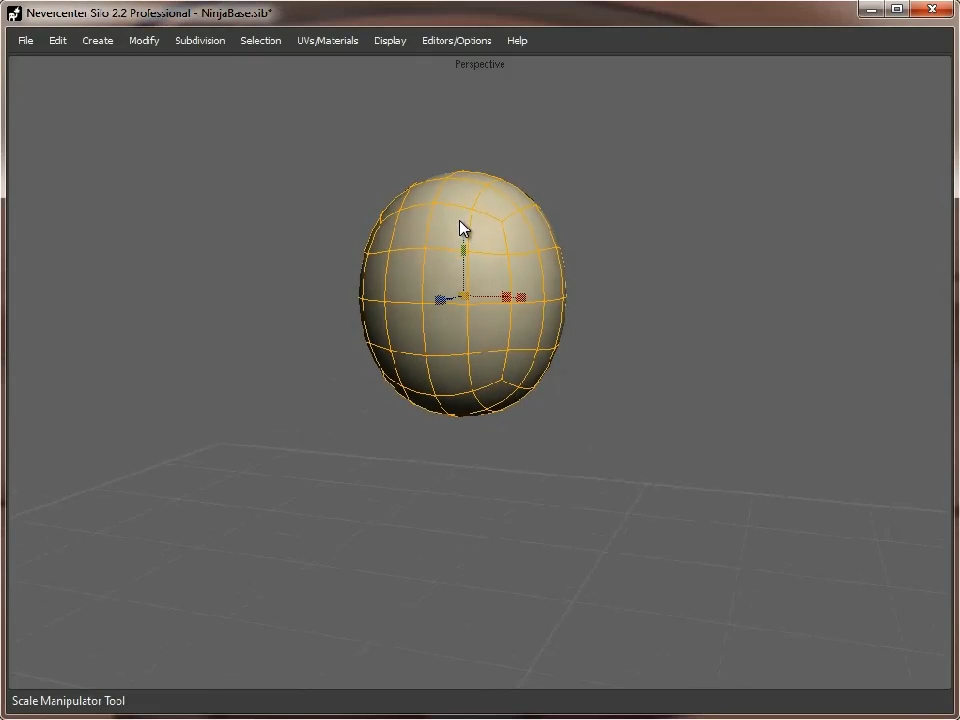 Nevercenter Silo 2.2 Professional - NinjaBase.sib*
File Edit Create Modify Subdivision Selection UVs/Materials Display Editors/Options Help
Perspective
Scale Manipulator Tool